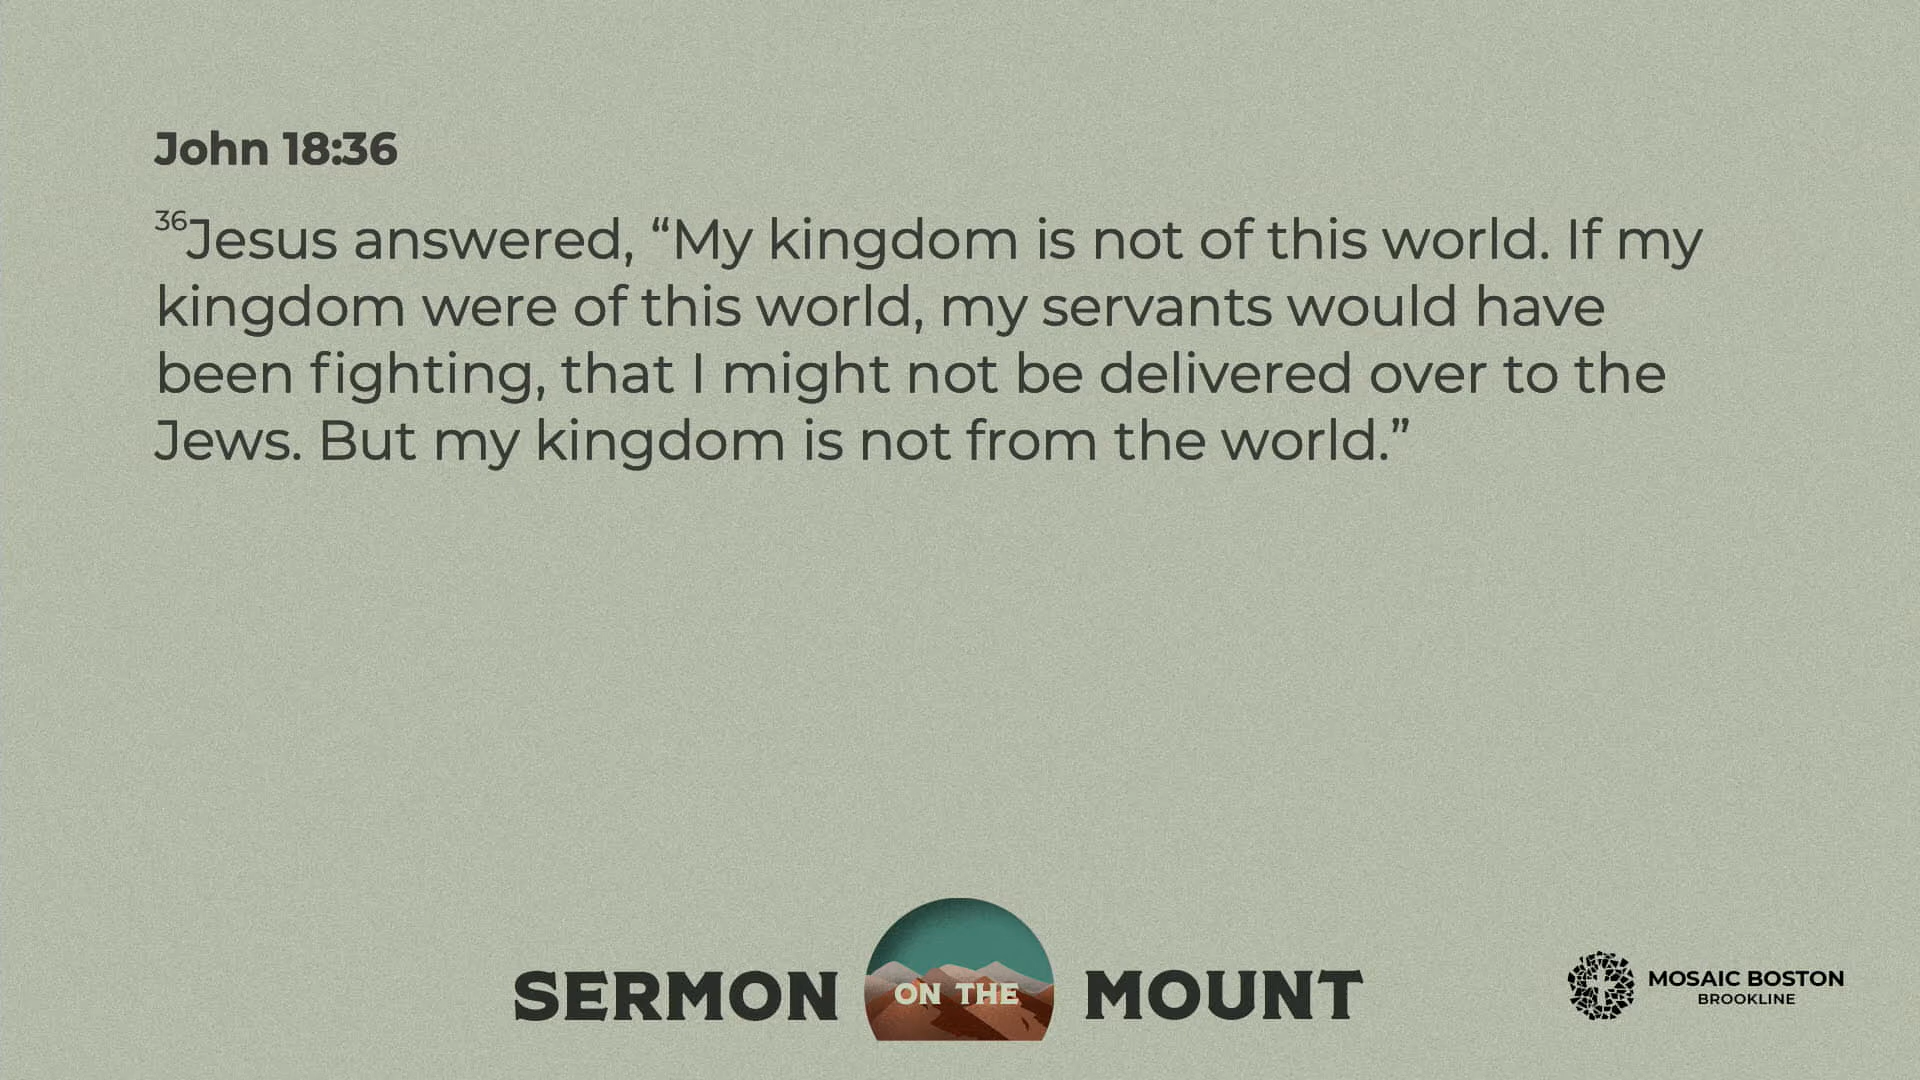 John 18:36
36Jesus answered, “My kingdom is not of this world. If my
kingdom were of this world, my servants would have
been fighting, that I might not be delivered over to the
Jews. But my kingdom is not from the world.”
SERMON ON THE MOUNT
MOSAIC BOSTON
BROOKLINE